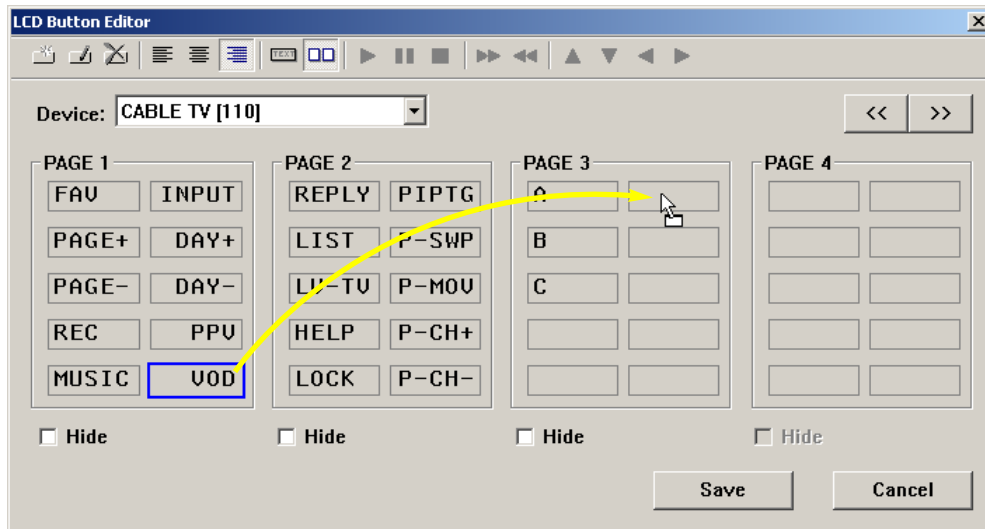 LCD Button Editor
TEXT
Device: CABLE TV [110] << >>
PAGE 1 PAGE 2 PAGE 3 PAGE 4
FAV INPUT REPLY PIPTG A
PAGE+ DAY+ LIST P-SWP B
PAGE- DAY- LV-TV P-MOV C
REC PPV HELP P-CH+
MUSIC VOD LOCK P-CH-
Hide Hide Hide Hide
Save Cancel